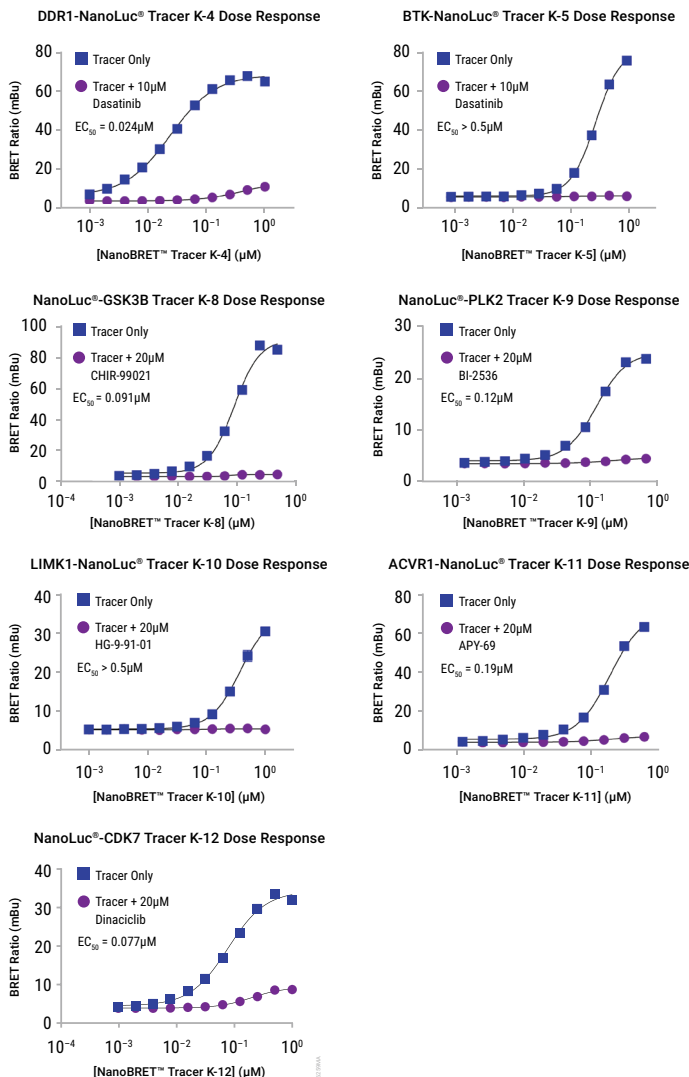 DDR1-NanoLuc® Tracer K-4 Dose Response
BRET Ratio (mBu)
80
60
40
20
0
Tracer Only
Tracer + 10µM
Dasatinib
EC50 = 0.024µM
10⁻³ 10⁻² 10⁻¹ 10⁰
[NanoBRET™ Tracer K-4] (µM)
BTK-NanoLuc® Tracer K-5 Dose Response
BRET Ratio (mBu)
80
60
40
20
0
Tracer Only
Tracer + 10µM
Dasatinib
EC50 > 0.5µM
10⁻³ 10⁻² 10⁻¹ 10⁰
[NanoBRET™ Tracer K-5] (µM)
NanoLuc®-GSK3B Tracer K-8 Dose Response
BRET Ratio (mBu)
100
80
60
40
20
0
Tracer Only
Tracer + 20µM
CHIR-99021
EC50 = 0.091µM
10⁻⁴ 10⁻³ 10⁻² 10⁻¹ 10⁰
[NanoBRET™ Tracer K-8] (µM)
NanoLuc®-PLK2 Tracer K-9 Dose Response
BRET Ratio (mBu)
30
20
10
0
Tracer Only
Tracer + 20µM
BI-2536
EC50 = 0.12µM
10⁻³ 10⁻² 10⁻¹ 10⁰
[NanoBRET™Tracer K-9] (µM)
LIMK1-NanoLuc® Tracer K-10 Dose Response
BRET Ratio (mBu)
40
30
20
10
0
Tracer Only
Tracer + 20µM
HG-9-91-01
EC50 > 0.5µM
10⁻³ 10⁻² 10⁻¹ 10⁰
[NanoBRET™ Tracer K-10] (µM)
ACVR1-NanoLuc® Tracer K-11 Dose Response
BRET Ratio (mBu)
80
60
40
20
0
Tracer Only
Tracer + 20µM
APY-69
EC50 = 0.19µM
10⁻³ 10⁻² 10⁻¹ 10⁰
[NanoBRET™ Tracer K-11] (µM)
NanoLuc®-CDK7 Tracer K-12 Dose Response
BRET Ratio (mBu)
40
30
20
10
0
Tracer Only
Tracer + 20µM
Dinaciclib
EC50 = 0.077µM
10⁻⁴ 10⁻³ 10⁻² 10⁻¹ 10⁰
[NanoBRET™ Tracer K-12] (µM)